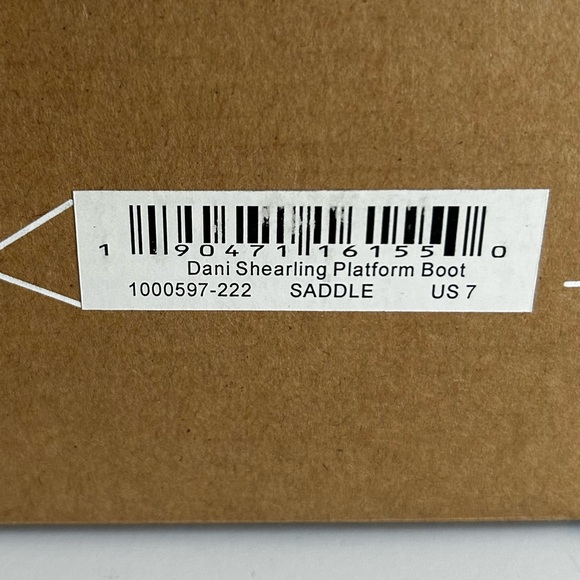 1 90471 16155 0
Dani Shearling Platform Boot
1000597-222 SADDLE US 7